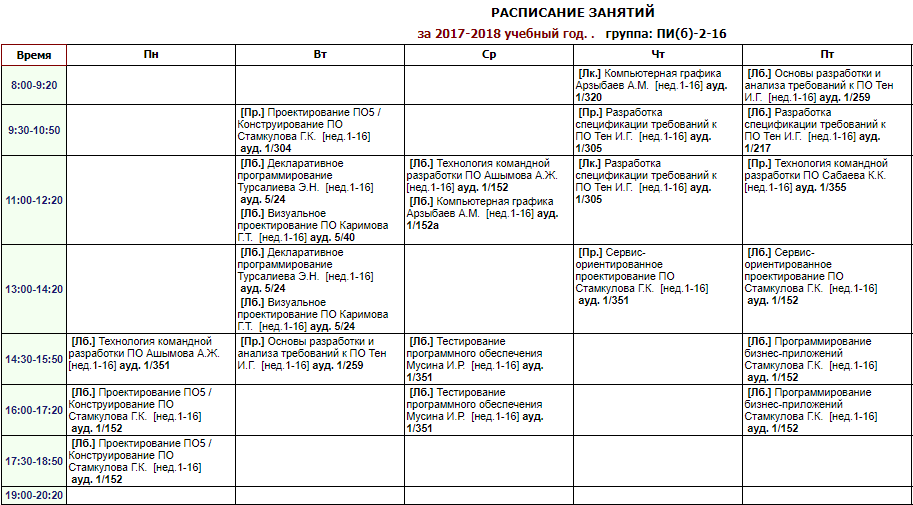 РАСПИСАНИЕ ЗАНЯТИЙ
за 2017-2018 учебный год. . группа: ПИ(б)-2-16
Время Пн Вт Ср Чт Пт
8:00-9:20
[Лк.] Компьютерная графика
Арзыбаев А.М. [нед.1-16] ауд.
1/320
[Лб.] Основы разработки и
анализа требований к ПО Тен
И.Г. [нед.1-16] ауд. 1/259
9:30-10:50
[Пр.] Проектирование ПО5 /
Конструирование ПО
Стамкулова Г.К. [нед.1-16]
ауд. 1/304
[Пр.] Разработка
спецификации требований к
ПО Тен И.Г. [нед.1-16] ауд.
1/305
[Лб.] Разработка
спецификации требований к
ПО Тен И.Г. [нед.1-16] ауд.
1/217
11:00-12:20
[Лб.] Декларативное
программирование
Турсалиева Э.Н. [нед.1-16]
ауд. 5/24
[Лб.] Визуальное
проектирование ПО Каримова
Г.Т. [нед.1-16] ауд. 5/40
[Лб.] Технология командной
разработки ПО Ашымова А.Ж.
[нед.1-16] ауд. 1/152
[Лб.] Компьютерная графика
Арзыбаев А.М. [нед.1-16] ауд.
1/152а
[Лк.] Разработка
спецификации требований к
ПО Тен И.Г. [нед.1-16] ауд.
1/305
[Пр.] Технология командной
разработки ПО Сабаева К.К.
[нед.1-16] ауд. 1/355
13:00-14:20
[Лб.] Декларативное
программирование
Турсалиева Э.Н. [нед.1-16]
ауд. 5/24
[Лб.] Визуальное
проектирование ПО Каримова
Г.Т. [нед.1-16] ауд. 5/24
[Пр.] Сервис-
ориентированное
проектирование ПО
Стамкулова Г.К. [нед.1-16]
ауд. 1/351
[Лб.] Сервис-
ориентированное
проектирование ПО
Стамкулова Г.К. [нед.1-16]
ауд. 1/152
14:30-15:50
[Лб.] Технология командной
разработки ПО Ашымова А.Ж.
[нед.1-16] ауд. 1/351
[Пр.] Основы разработки и
анализа требований к ПО Тен
И.Г. [нед.1-16] ауд. 1/259
[Лб.] Тестирование
программного обеспечения
Мусина И.Р. [нед.1-16] ауд.
1/351
[Лб.] Программирование
бизнес-приложений
Стамкулова Г.К. [нед.1-16]
ауд. 1/152
16:00-17:20
[Лб.] Проектирование ПО5 /
Конструирование ПО
Стамкулова Г.К. [нед.1-16]
ауд. 1/152
[Лб.] Тестирование
программного обеспечения
Мусина И.Р. [нед.1-16] ауд.
1/351
[Лб.] Программирование
бизнес-приложений
Стамкулова Г.К. [нед.1-16]
ауд. 1/152
17:30-18:50
[Лб.] Проектирование ПО5 /
Конструирование ПО
Стамкулова Г.К. [нед.1-16]
ауд. 1/152
19:00-20:20